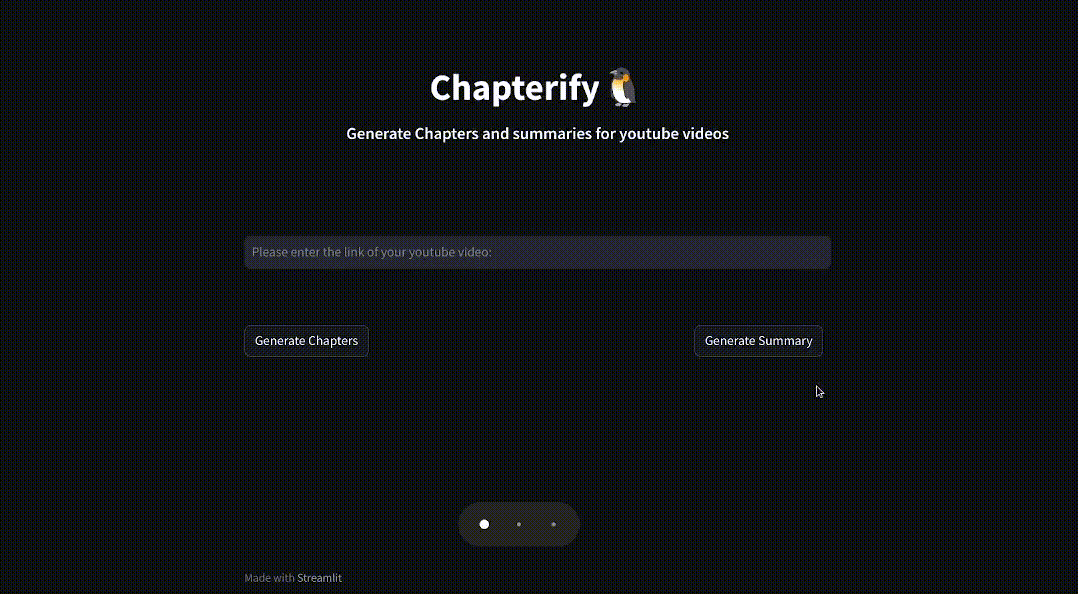 Chapterify
Generate Chapters and summaries for youtube videos
Please enter the link of your youtube video:
Generate Chapters
Generate Summary
Made with Streamlit